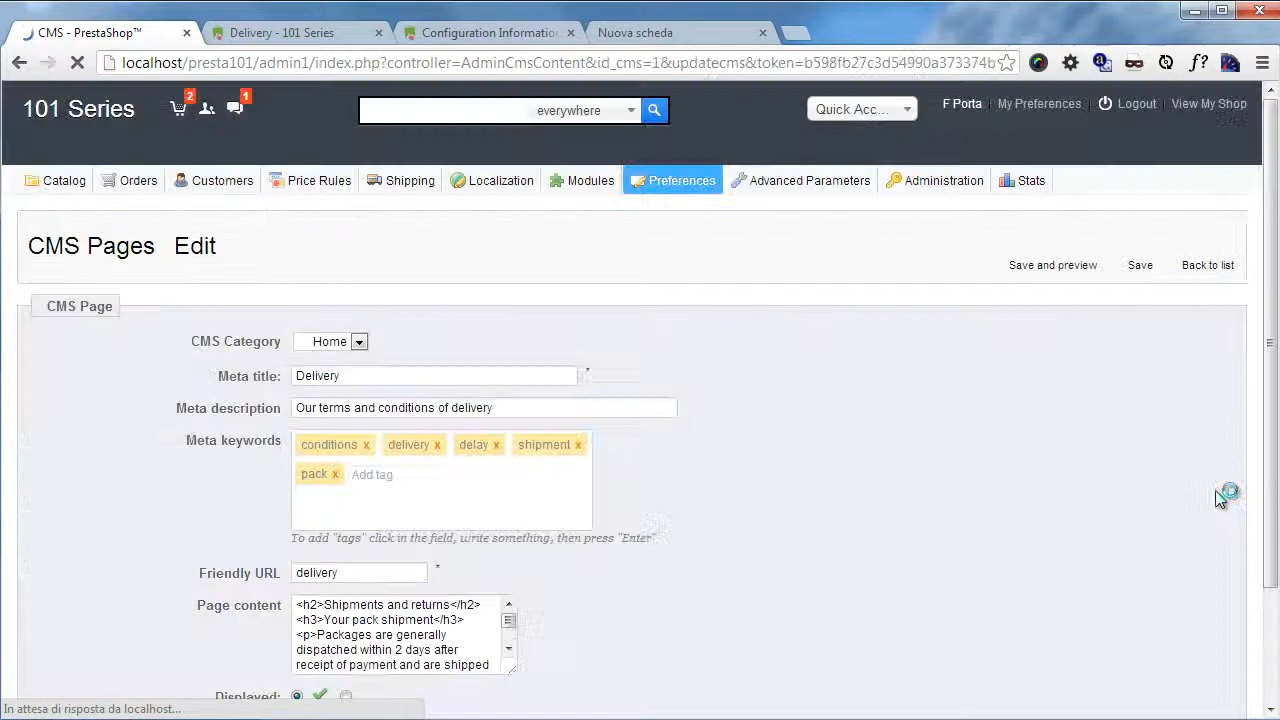 CMS - PrestaShop™
Delivery - 101 Series
Configuration Informatio
Nuova scheda
localhost/presta101/admin1/index.php?controller=AdminCmsContent&id_cms=1&updatecms&token=b598fb27c3d54990a373374b
101 Series
2
1
everywhere
Quick Acc...
F Porta
My Preferences
Logout
View My Shop
Catalog
Orders
Customers
Price Rules
Shipping
Localization
Modules
Preferences
Advanced Parameters
Administration
Stats
CMS Pages Edit
Save and preview
Save
Back to list
CMS Page
CMS Category
Home
Meta title:
Delivery
*
Meta description
Our terms and conditions of delivery
Meta keywords
conditions x
delivery x
delay x
shipment x
pack x
Add tag
To add "tags" click in the field, write something, then press "Enter"
Friendly URL
delivery
*
Page content
<h2>Shipments and returns</h2>
<h3>Your pack shipment</h3>
<p>Packages are generally
dispatched within 2 days after
receipt of payment and are shipped
Displayed:
In attesa di risposta da localhost...